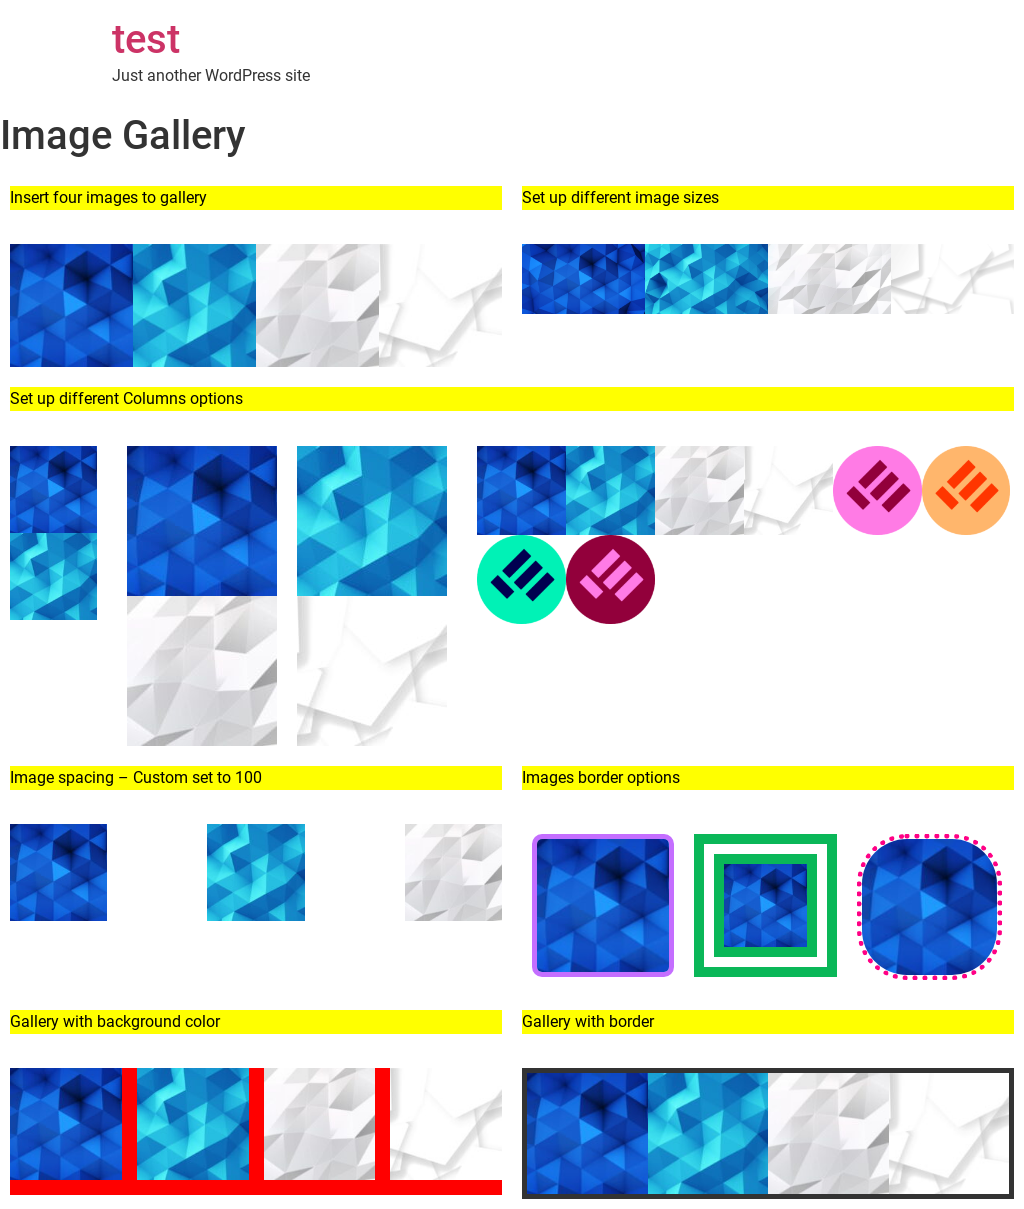 test
Just another WordPress site
Image Gallery
Insert four images to gallery
Set up different image sizes
Set up different Columns options
Image spacing – Custom set to 100
Images border options
Gallery with background color
Gallery with border